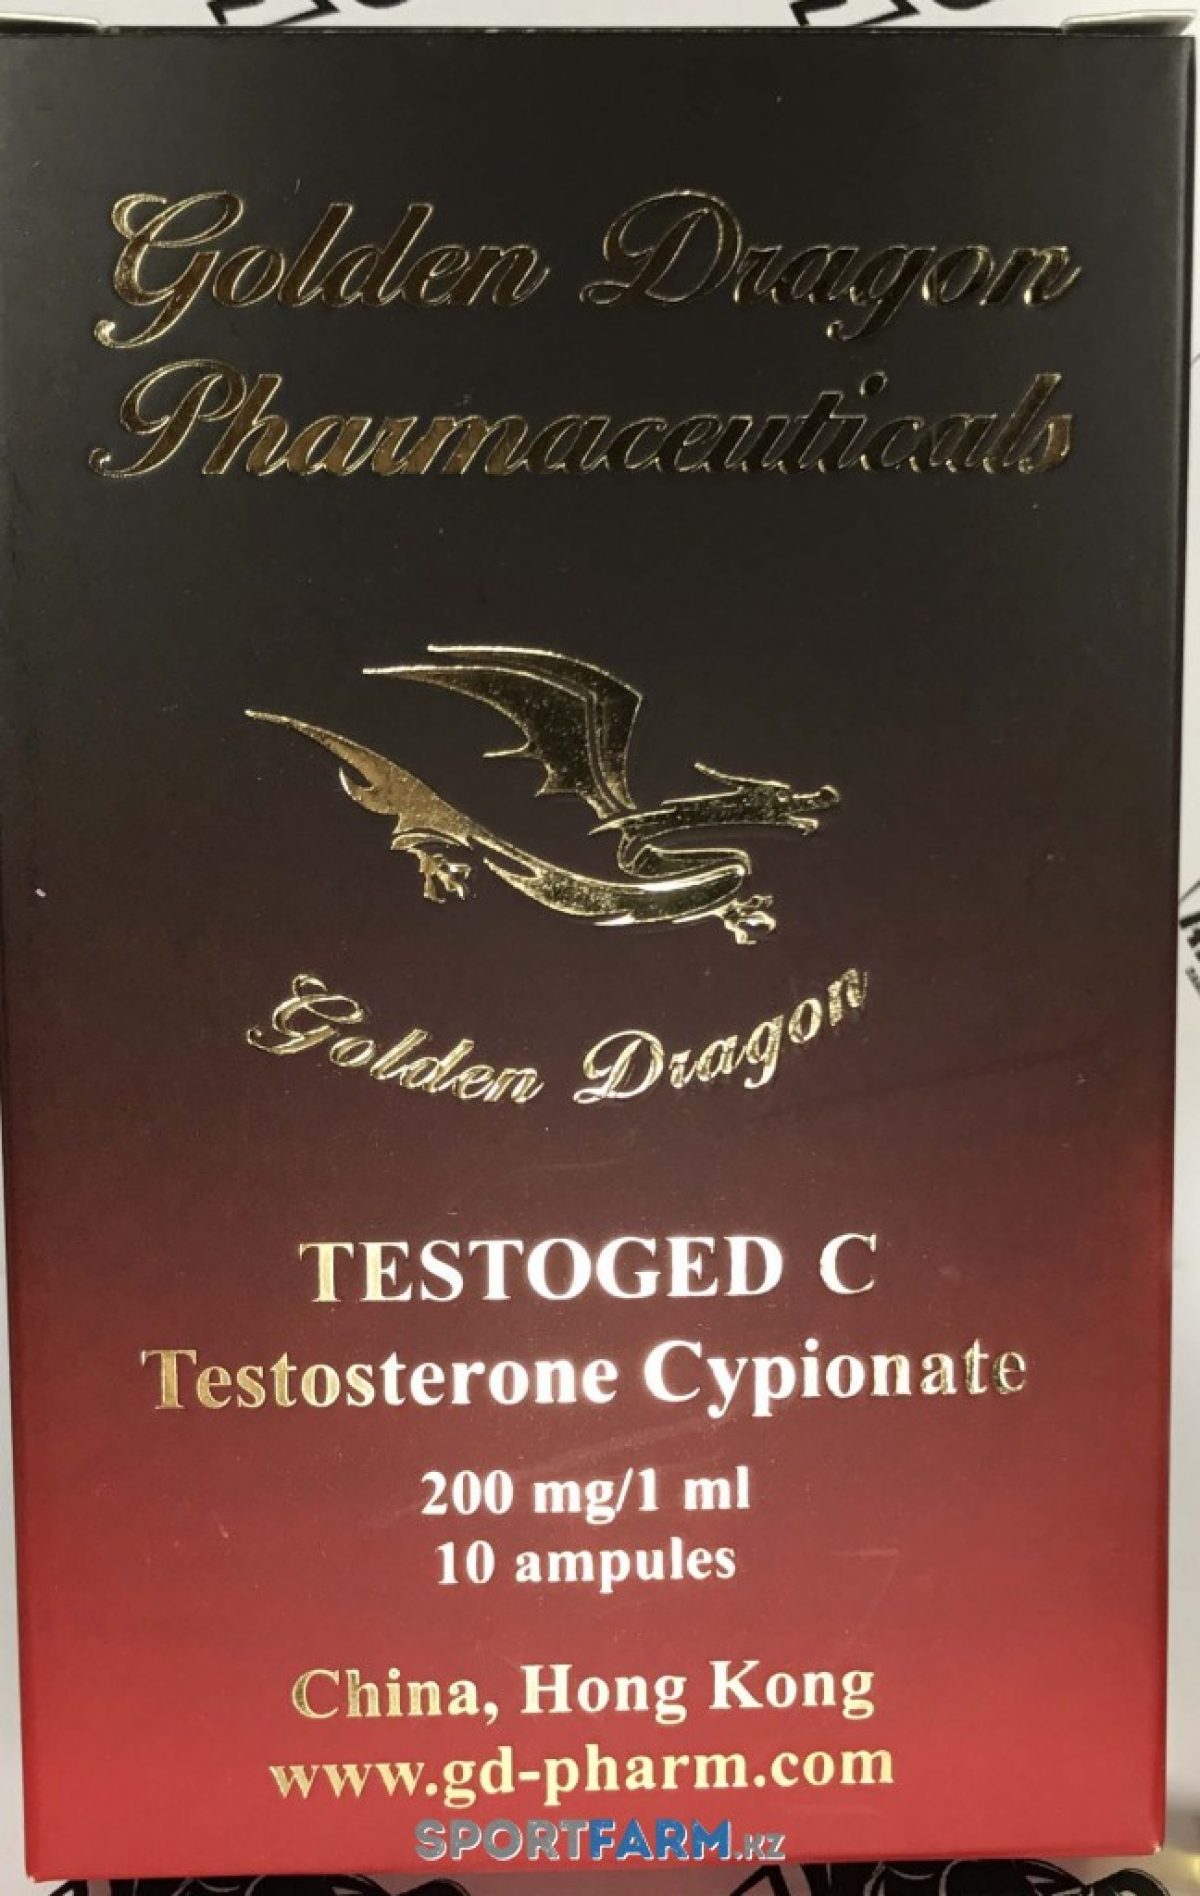 Golden Dragon
Pharmaceuticals
Golden Dragon
TESTOGED C
Testosterone Cypionate
200 mg/1 ml
10 ampules
China, Hong Kong
www.gd-pharm.com
SPORTFARM.KZ